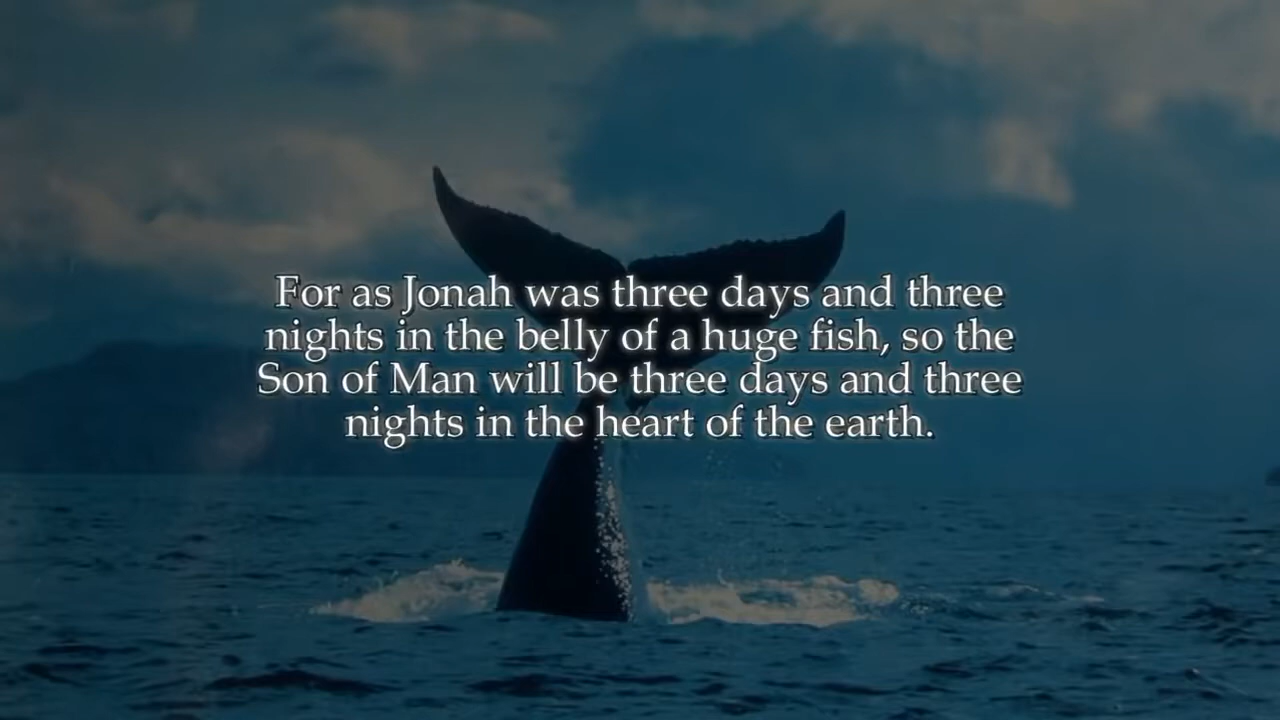 For as Jonah was three days and three
nights in the belly of a huge fish, so the
Son of Man will be three days and three
nights in the heart of the earth.